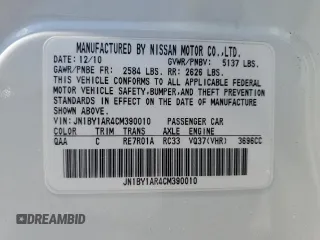 MANUFACTURED BY NISSAN MOTOR CO.,LTD.
DATE: 12/10 GVWR/PNBV: 5137 LBS.
GAWR/PNBE FR: 2584 LBS. RR: 2626 LBS.
THIS VEHICLE CONFORMS TO ALL APPLICABLE FEDERAL
MOTOR VEHICLE SAFETY,BUMPER,AND THEFT PREVENTION
STANDARDS IN EFFECT ON THE DATE OF MANUFACTURE
SHOWN ABOVE.
VIN: JN1BY1AR4CM390010 PASSENGER CAR
COLOR TRIM TRANS AXLE ENGINE
QAA C RE7R01A RC33 VQ37(VHR) 3696CC
JN1BY1AR4CM390010
© DREAMBID
DREAMBID.COM